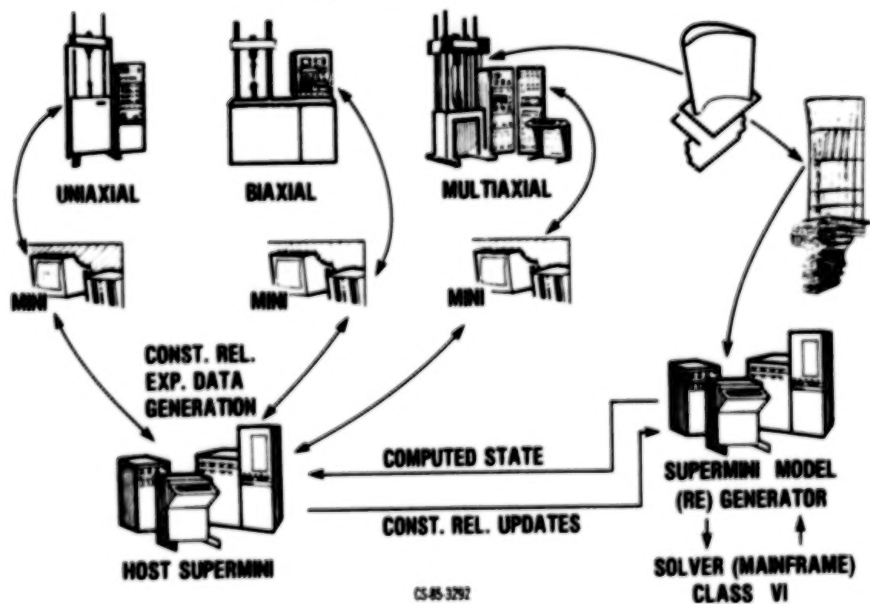 UNIAXIAL
BIAXIAL
MULTIAXIAL
MINI
MINI
MINI
CONST. REL.
EXP. DATA
GENERATION
COMPUTED STATE
CONST. REL. UPDATES
HOST SUPERMINI
SUPERMINI MODEL
(RE) GENERATOR
SOLVER (MAINFRAME)
CLASS VI
CS-85-3292